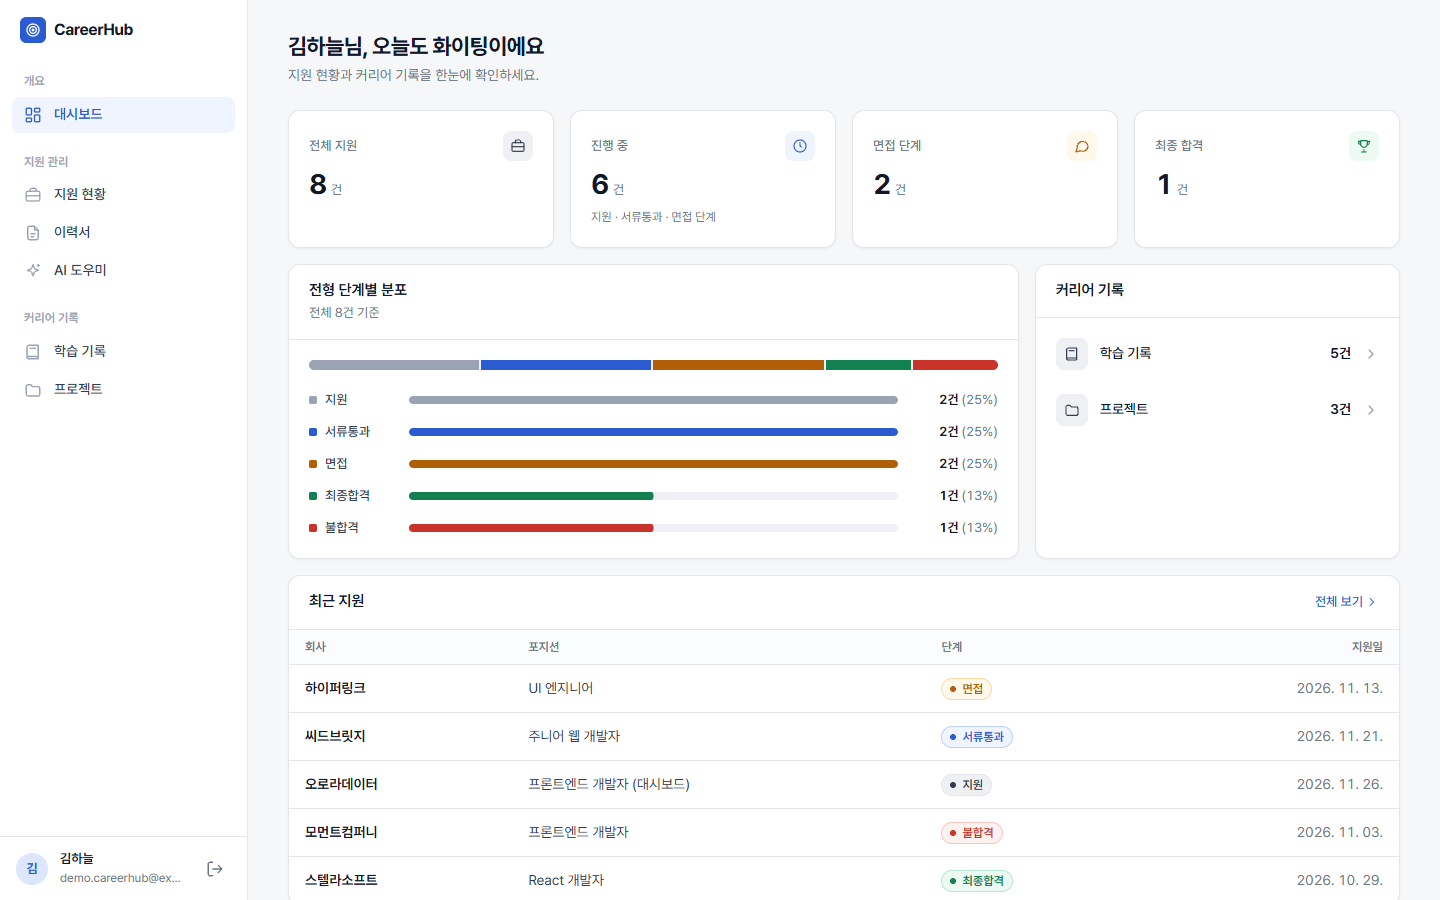 CareerHub
개요
대시보드
지원 관리
지원 현황
이력서
AI 도우미
커리어 기록
학습 기록
프로젝트
김
김하늘
demo.careerhub@ex...
김하늘님, 오늘도 화이팅이에요
지원 현황과 커리어 기록을 한눈에 확인하세요.
전체 지원
8 건
진행 중
6 건
지원 · 서류통과 · 면접 단계
면접 단계
2 건
최종 합격
1 건
전형 단계별 분포
전체 8건 기준
지원 2건 (25%)
서류통과 2건 (25%)
면접 2건 (25%)
최종합격 1건 (13%)
불합격 1건 (13%)
커리어 기록
학습 기록 5건
프로젝트 3건
최근 지원 전체 보기
회사 포지션 단계 지원일
하이퍼링크 UI 엔지니어 면접 2026. 11. 13.
씨드브릿지 주니어 웹 개발자 서류통과 2026. 11. 21.
오로라데이터 프론트엔드 개발자 (대시보드) 지원 2026. 11. 26.
모먼트컴퍼니 프론트엔드 개발자 불합격 2026. 11. 03.
스텔라소프트 React 개발자 최종합격 2026. 10. 29.